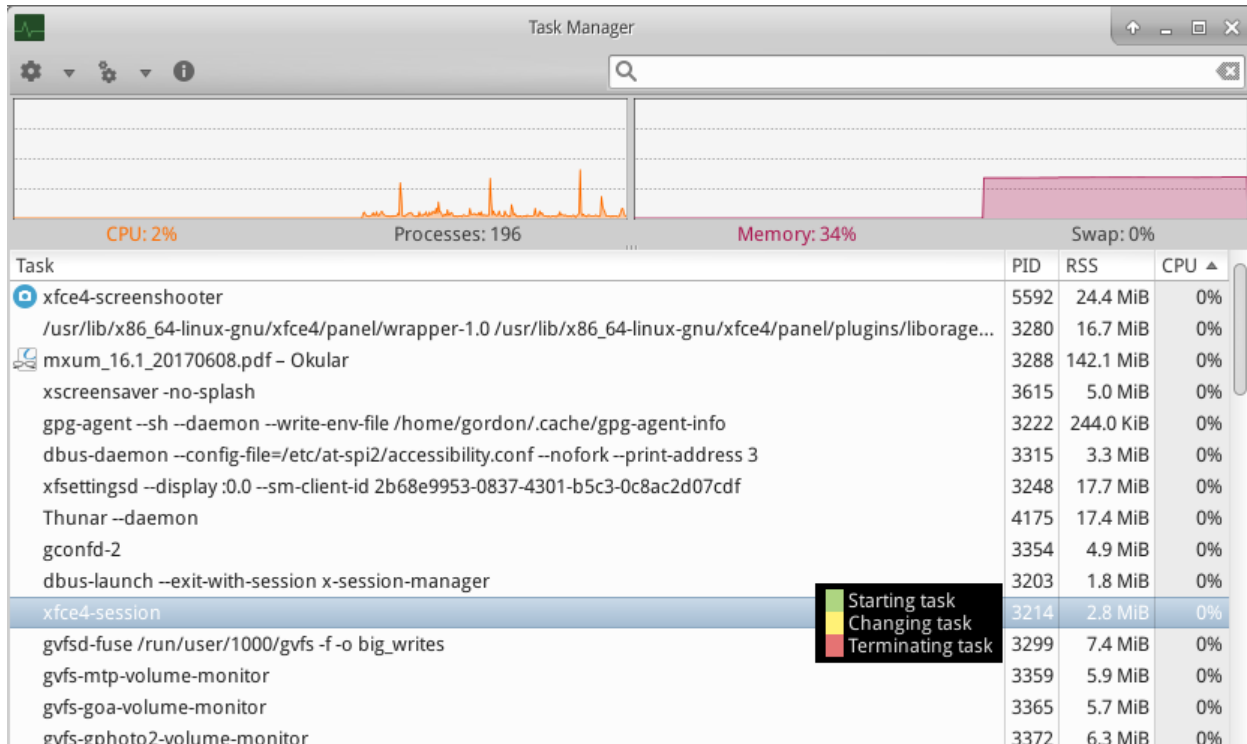 Task Manager
CPU: 2% Processes: 196 Memory: 34% Swap: 0%
Task PID RSS CPU
xfce4-screenshooter 5592 24.4 MiB 0%
/usr/lib/x86_64-linux-gnu/xfce4/panel/wrapper-1.0 /usr/lib/x86_64-linux-gnu/xfce4/panel/plugins/liborage... 3280 16.7 MiB 0%
mxum_16.1_20170608.pdf – Okular 3288 142.1 MiB 0%
xscreensaver -no-splash 3615 5.0 MiB 0%
gpg-agent --sh --daemon --write-env-file /home/gordon/.cache/gpg-agent-info 3222 244.0 KiB 0%
dbus-daemon --config-file=/etc/at-spi2/accessibility.conf --nofork --print-address 3 3315 3.3 MiB 0%
xfsettingsd --display :0.0 --sm-client-id 2b68e9953-0837-4301-b5c3-0c8ac2d07cdf 3248 17.7 MiB 0%
Thunar --daemon 4175 17.4 MiB 0%
gconfd-2 3354 4.9 MiB 0%
dbus-launch --exit-with-session x-session-manager 3203 1.8 MiB 0%
xfce4-session 3214 2.8 MiB 0%
Starting task
Changing task
Terminating task
gvfsd-fuse /run/user/1000/gvfs -f -o big_writes 3299 7.4 MiB 0%
gvfs-mtp-volume-monitor 3359 5.9 MiB 0%
gvfs-goa-volume-monitor 3365 5.7 MiB 0%
gvfs-gphoto2-volume-monitor 3372 6.3 MiB 0%